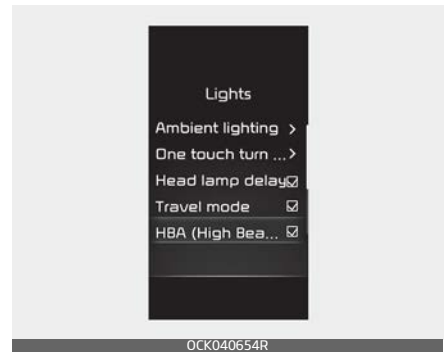 Lights
Ambient lighting >
One touch turn ...>
Head lamp delay
Travel mode
HBA (High Bea...
OCK040654R